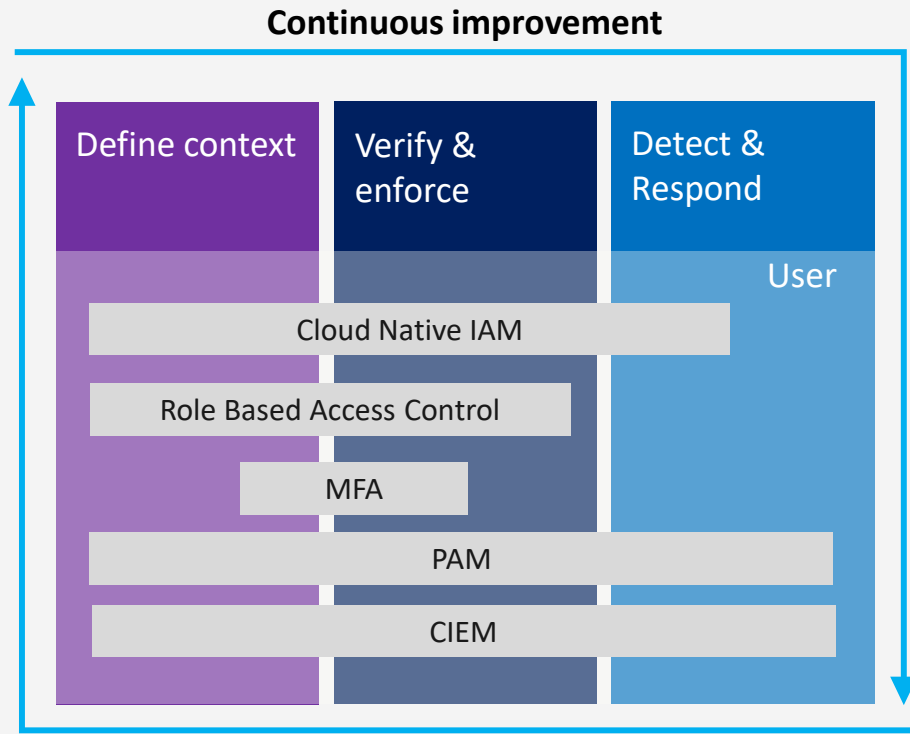 Continuous improvement
Define context
Verify &
enforce
Detect &
Respond
User
Cloud Native IAM
Role Based Access Control
MFA
PAM
CIEM